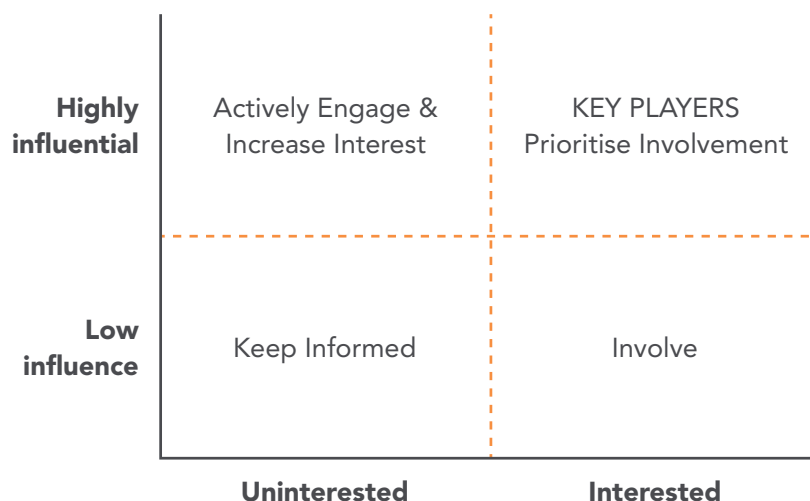 Highly
influential
Actively Engage &
Increase Interest
KEY PLAYERS
Prioritise Involvement
Low
influence
Keep Informed
Involve
Uninterested
Interested